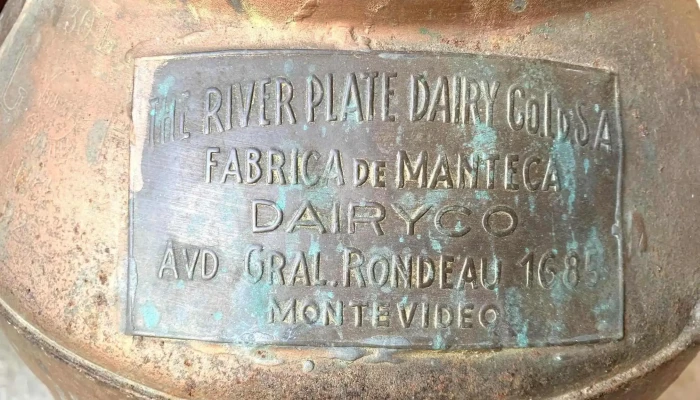 THE RIVER PLATE DAIRY Co LD S.A
FABRICA DE MANTECA
DAIRYCO
AVD GRAL. RONDEAU 1685
MONTEVIDEO